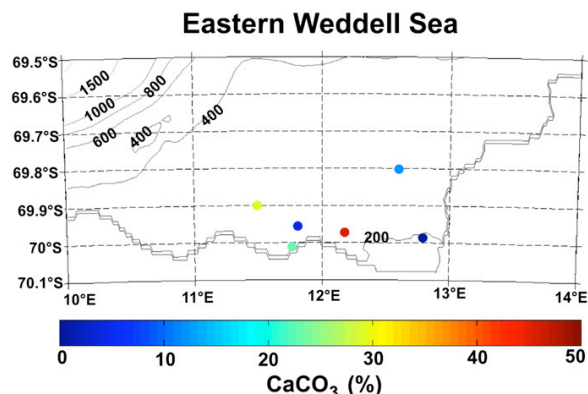 Eastern Weddell Sea
69.5°S
69.6°S
69.7°S
69.8°S
69.9°S
70°S
70.1°S
1500
1000
800
600
400
400
200
10°E
11°E
12°E
13°E
14°E
0
10
20
30
40
50
CaCO₃ (%)